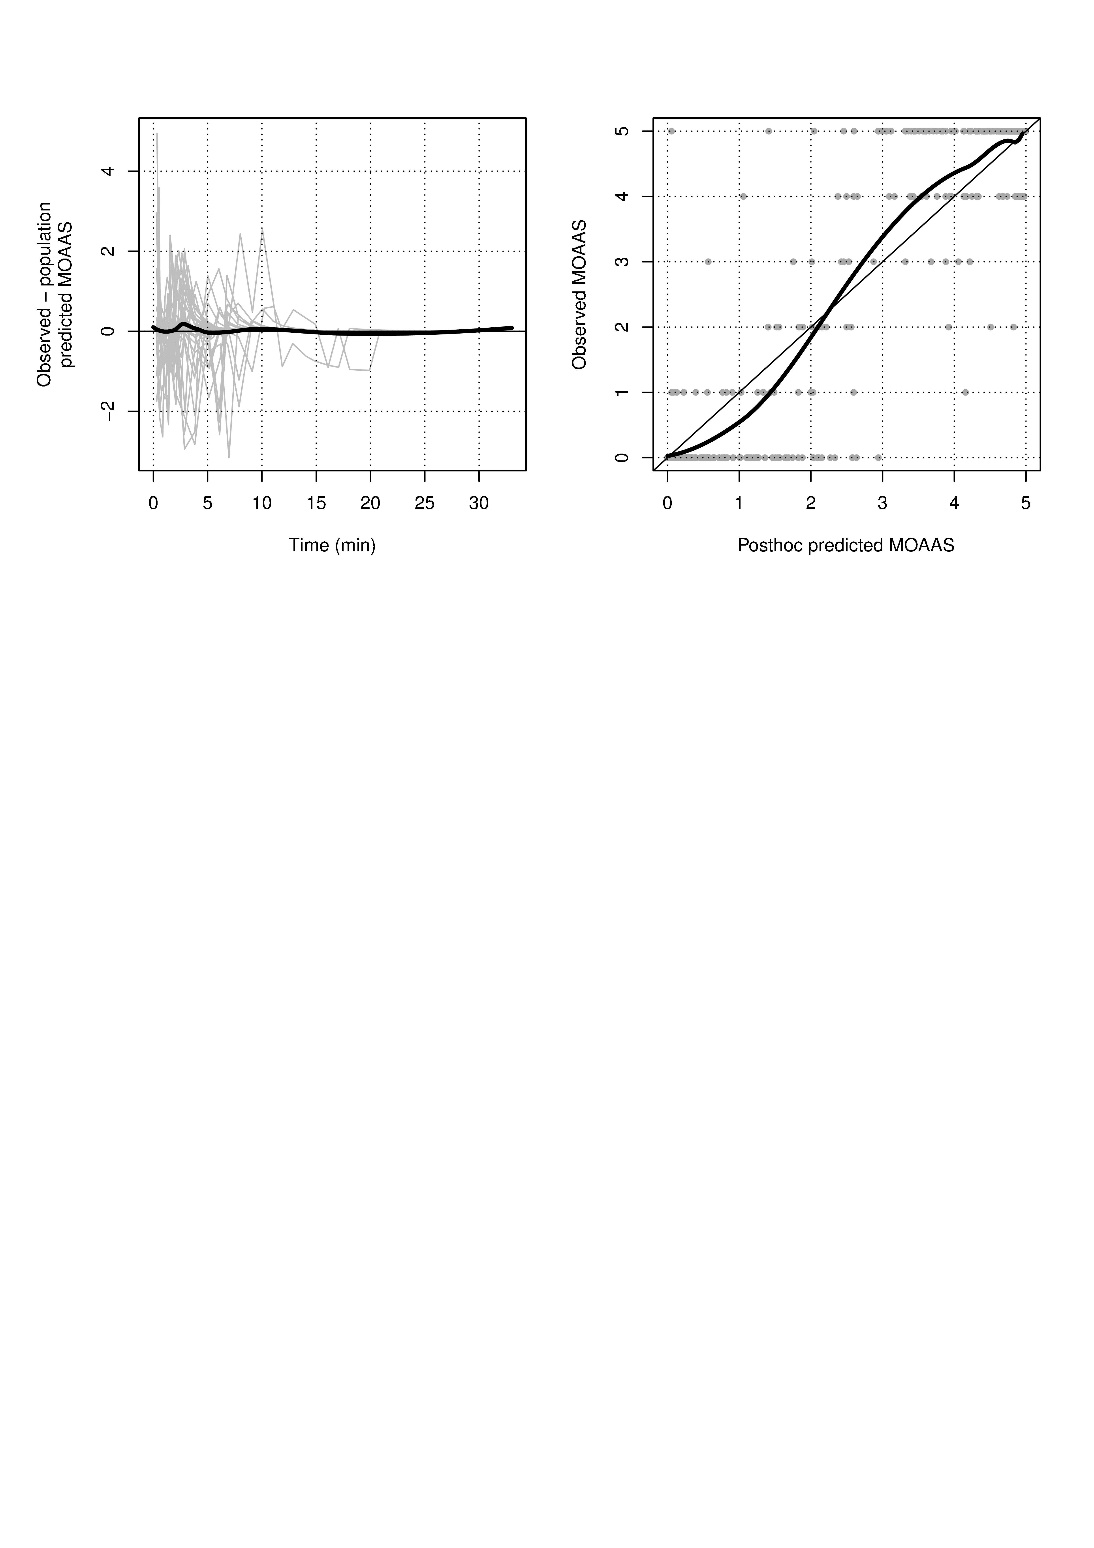 Observed − population
predicted MOAAS
4
2
0
−2
0 5 10 15 20 25 30
Time (min)
Observed MOAAS
5
4
3
2
1
0
0 1 2 3 4 5
Posthoc predicted MOAAS